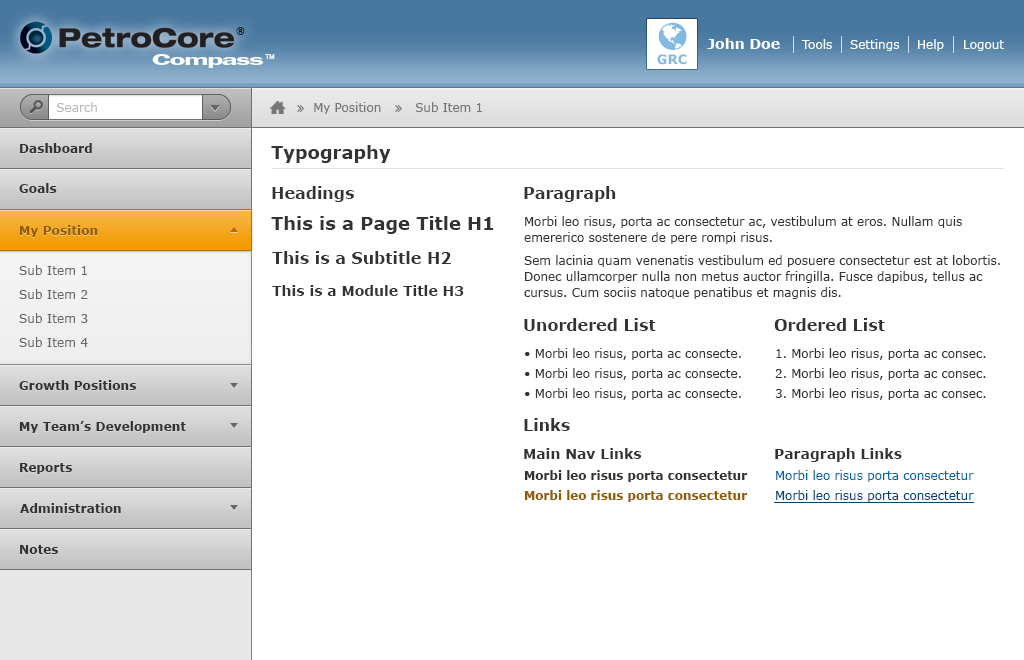 PetroCore®
Compass™
GRC
John Doe
Tools
Settings
Help
Logout
Search
» My Position » Sub Item 1
Dashboard
Goals
My Position
Sub Item 1
Sub Item 2
Sub Item 3
Sub Item 4
Growth Positions
My Team’s Development
Reports
Administration
Notes
Typography
Headings
This is a Page Title H1
This is a Subtitle H2
This is a Module Title H3
Paragraph
Morbi leo risus, porta ac consectetur ac, vestibulum at eros. Nullam quis
emererico sostenere de pere rompi risus.
Sem lacinia quam venenatis vestibulum ed posuere consectetur est at lobortis.
Donec ullamcorper nulla non metus auctor fringilla. Fusce dapibus, tellus ac
cursus. Cum sociis natoque penatibus et magnis dis.
Unordered List
• Morbi leo risus, porta ac consecte.
• Morbi leo risus, porta ac consecte.
• Morbi leo risus, porta ac consecte.
Ordered List
1. Morbi leo risus, porta ac consec.
2. Morbi leo risus, porta ac consec.
3. Morbi leo risus, porta ac consec.
Links
Main Nav Links
Morbi leo risus porta consectetur
Morbi leo risus porta consectetur
Paragraph Links
Morbi leo risus porta consectetur
Morbi leo risus porta consectetur